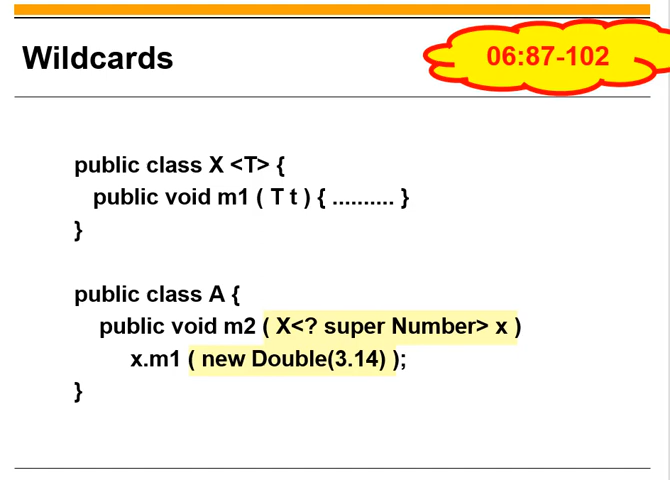 Wildcards
06:87-102
public class X <T> {
public void m1 ( T t ) { .......... }
}
public class A {
public void m2 ( X<? super Number> x )
x.m1 ( new Double(3.14) );
}